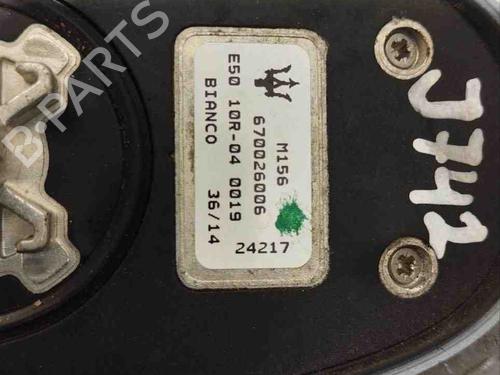 M156
670026006
E50 10R-04 0019
BIANCO 36/14
24217
J742
B-PARTS